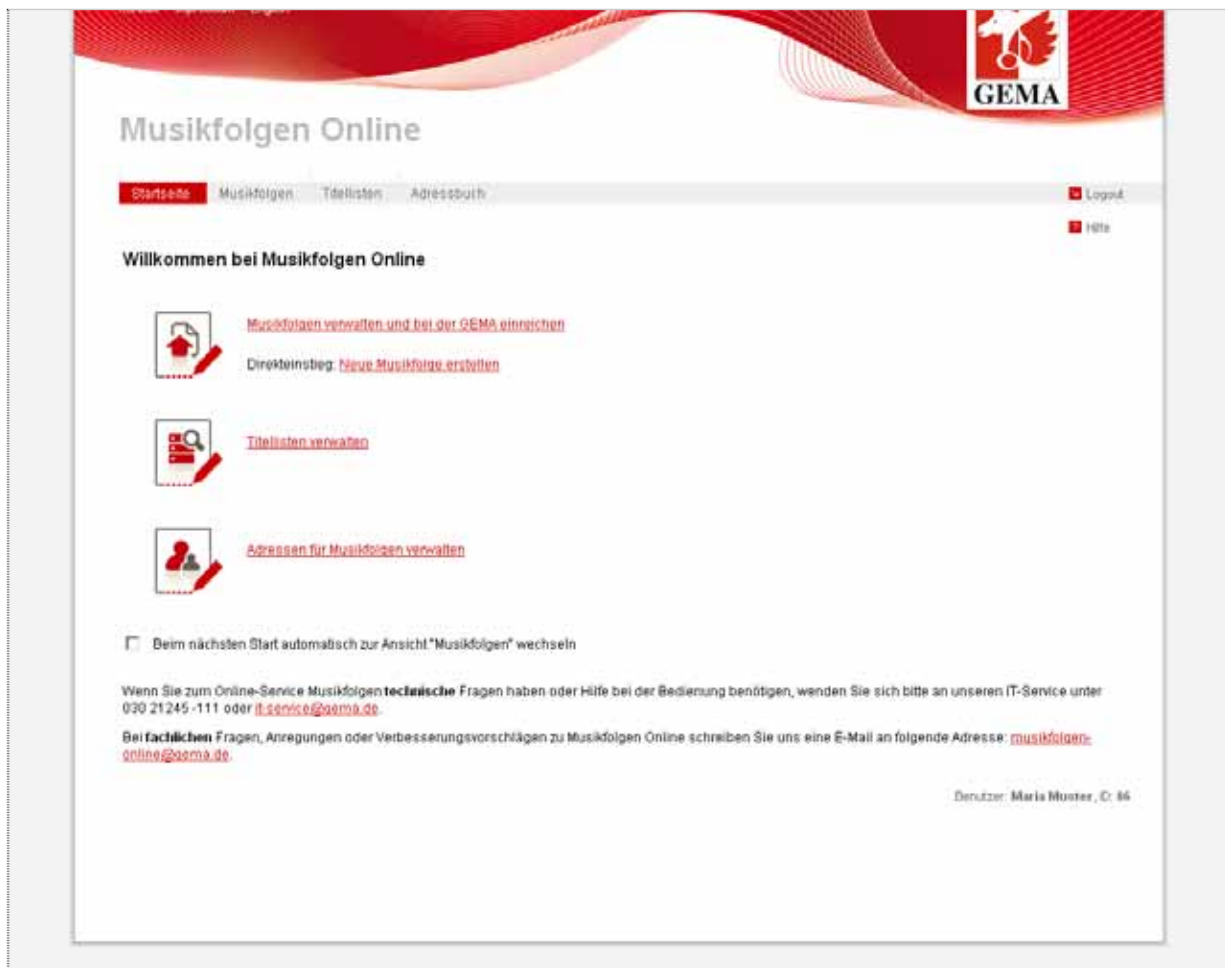 GEMA
Musikfolgen Online
Startseite Musikfolgen Titellisten Adressbuch Logout
Hilfe
Willkommen bei Musikfolgen Online
Musikfolgen verwalten und bei der GEMA einreichen
Direkteinstieg: Neue Musikfolge erstellen
Titellisten verwalten
Adressen für Musikfolgen verwalten
Beim nächsten Start automatisch zur Ansicht "Musikfolgen" wechseln
Wenn Sie zum Online-Service Musikfolgen technische Fragen haben oder Hilfe bei der Bedienung benötigen, wenden Sie sich bitte an unseren IT-Service unter
030 21245 -111 oder it-service@gema.de.
Bei fachlichen Fragen, Anregungen oder Verbesserungsvorschlägen zu Musikfolgen Online schreiben Sie uns eine E-Mail an folgende Adresse: musikfolgen-
online@gema.de.
Benutzer: Maria Muster, C: 86